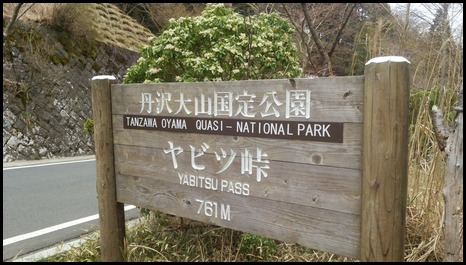 丹沢大山国定公園
TANZAWA OYAMA QUASI-NATIONAL PARK
ヤビツ峠
YABITSU PASS
761M